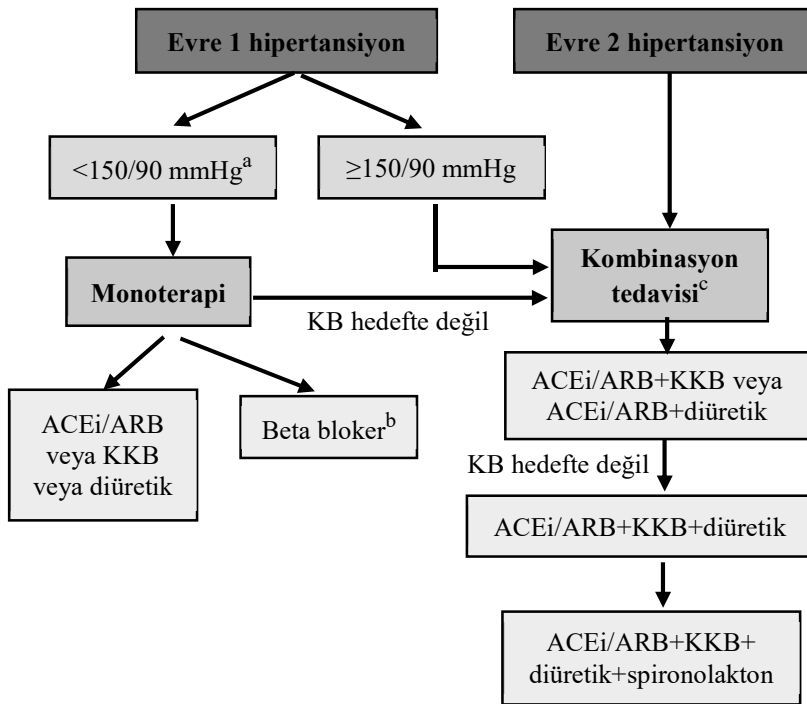 Evre 1 hipertansiyon
Evre 2 hipertansiyon
<150/90 mmHgᵃ
≥150/90 mmHg
Monoterapi
KB hedefte değil
Kombinasyon
tedavisiᶜ
ACEi/ARB
veya KKB
veya diüretik
Beta blokerᵇ
ACEi/ARB+KKB veya
ACEi/ARB+diüretik
KB hedefte değil
ACEi/ARB+KKB+diüretik
ACEi/ARB+KKB+
diüretik+spironolakton